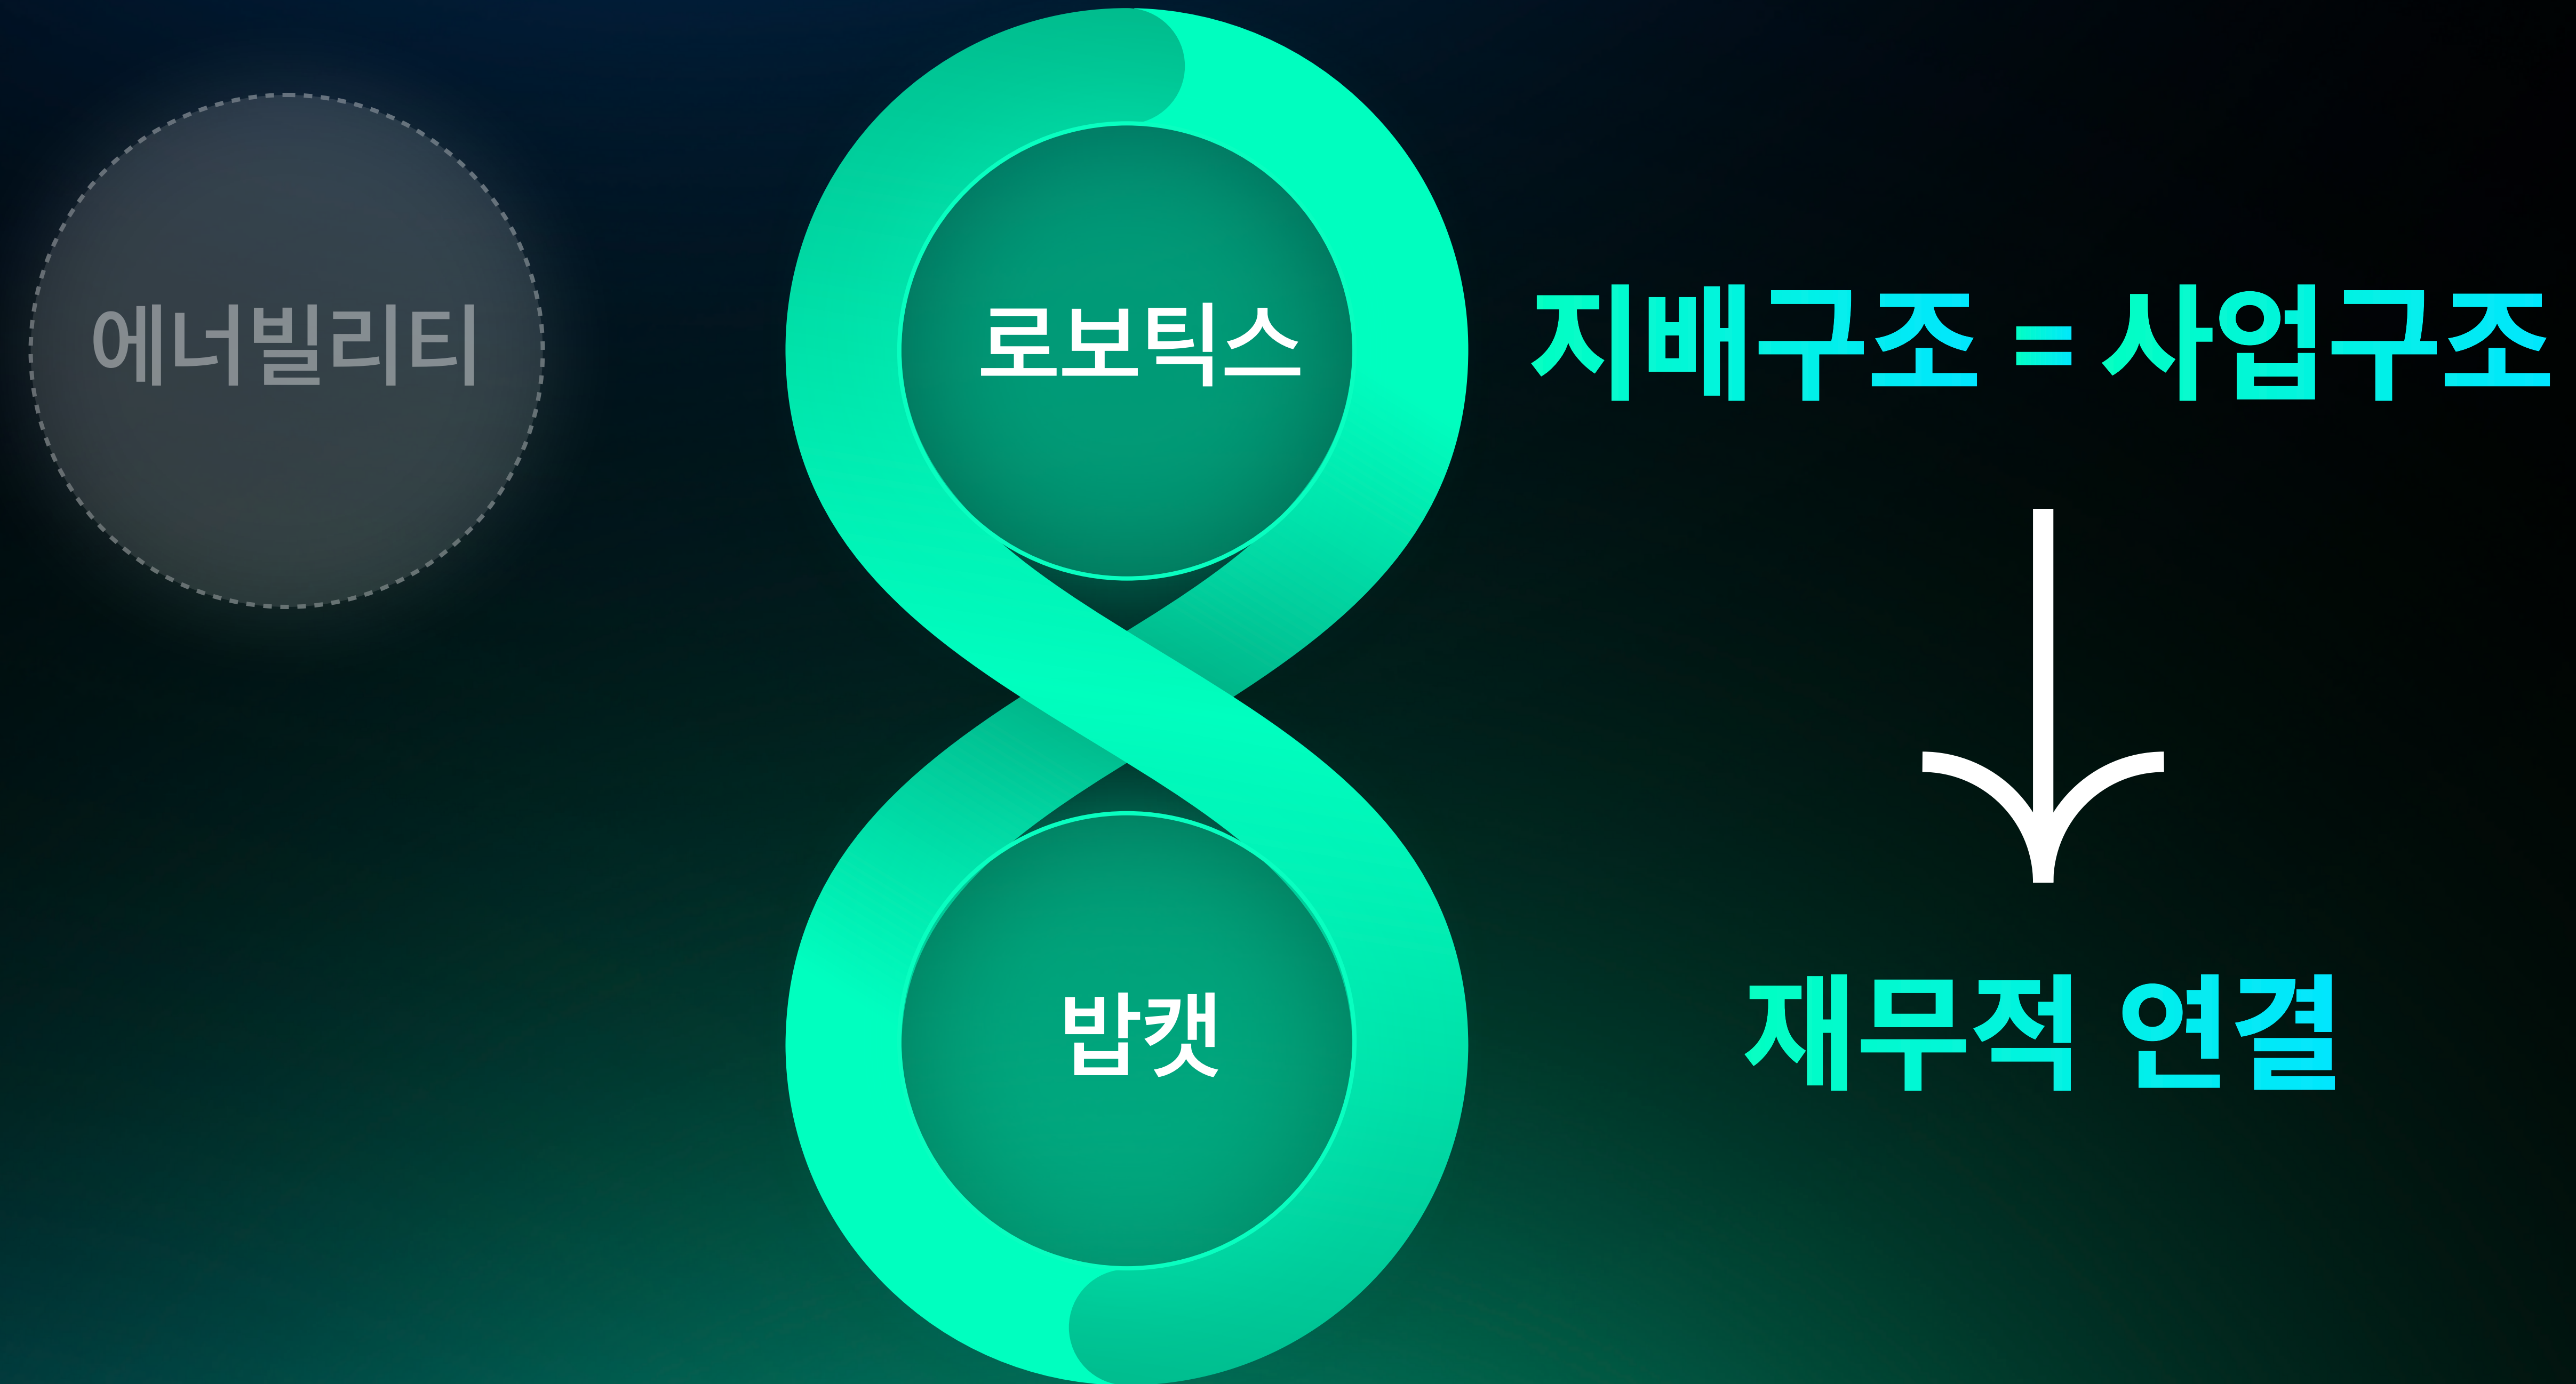 에너빌리티
로보틱스
지배구조 = 사업구조
밥캣
재무적 연결